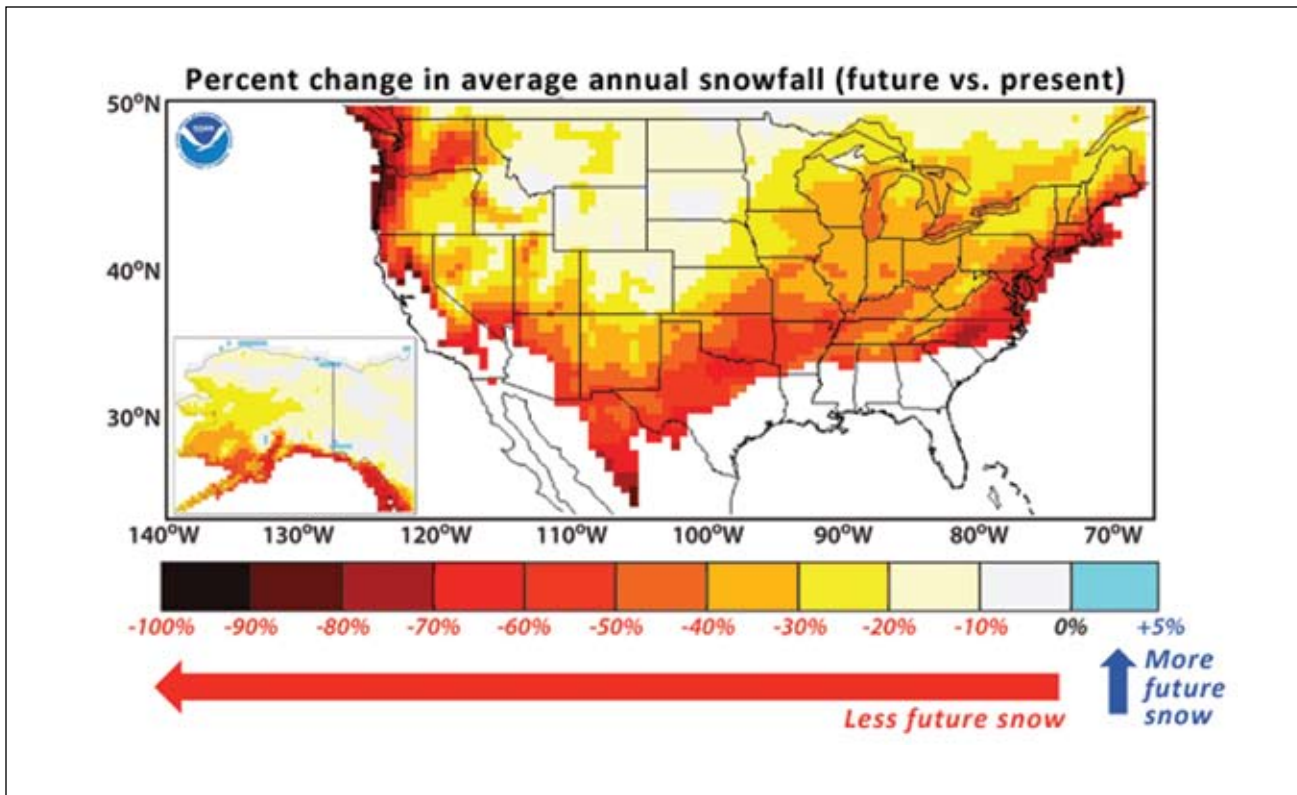 Percent change in average annual snowfall (future vs. present)
50°N
40°N
30°N
140°W 130°W 120°W 110°W 100°W 90°W 80°W 70°W
-100% -90% -80% -70% -60% -50% -40% -30% -20% -10% 0% +5%
Less future snow
More
future
snow